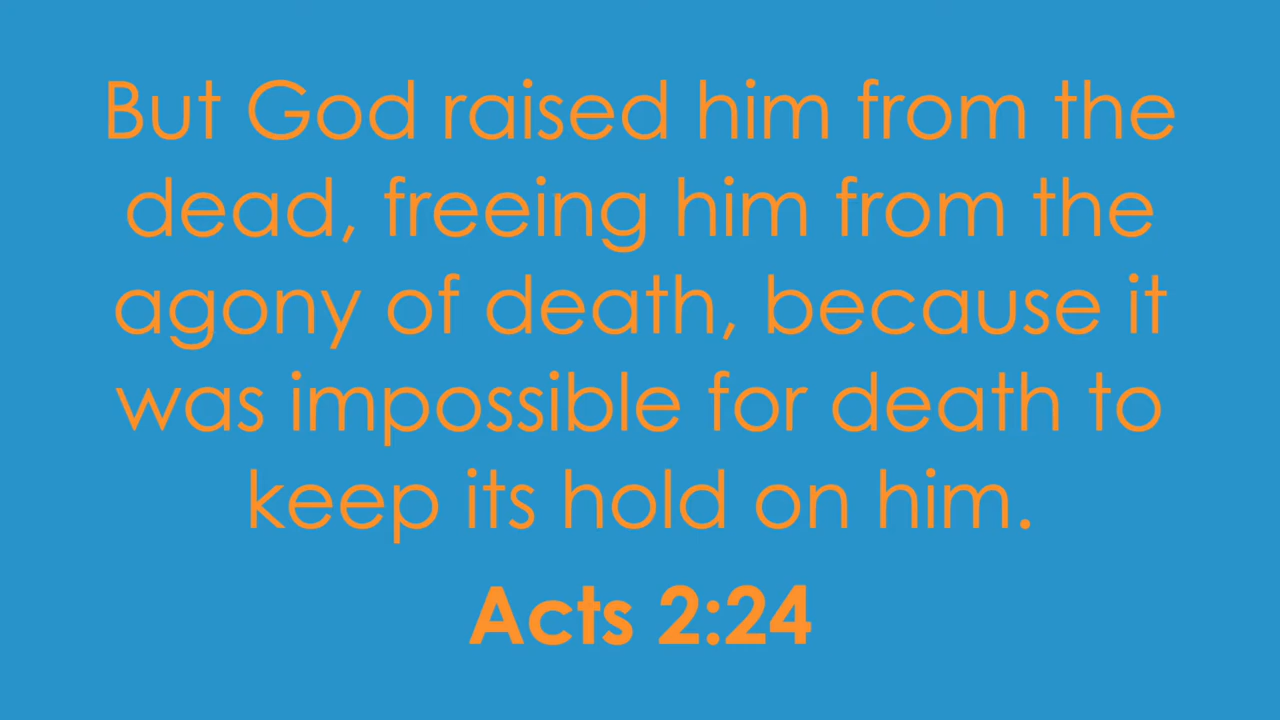 But God raised him from the
dead, freeing him from the
agony of death, because it
was impossible for death to
keep its hold on him.
Acts 2:24